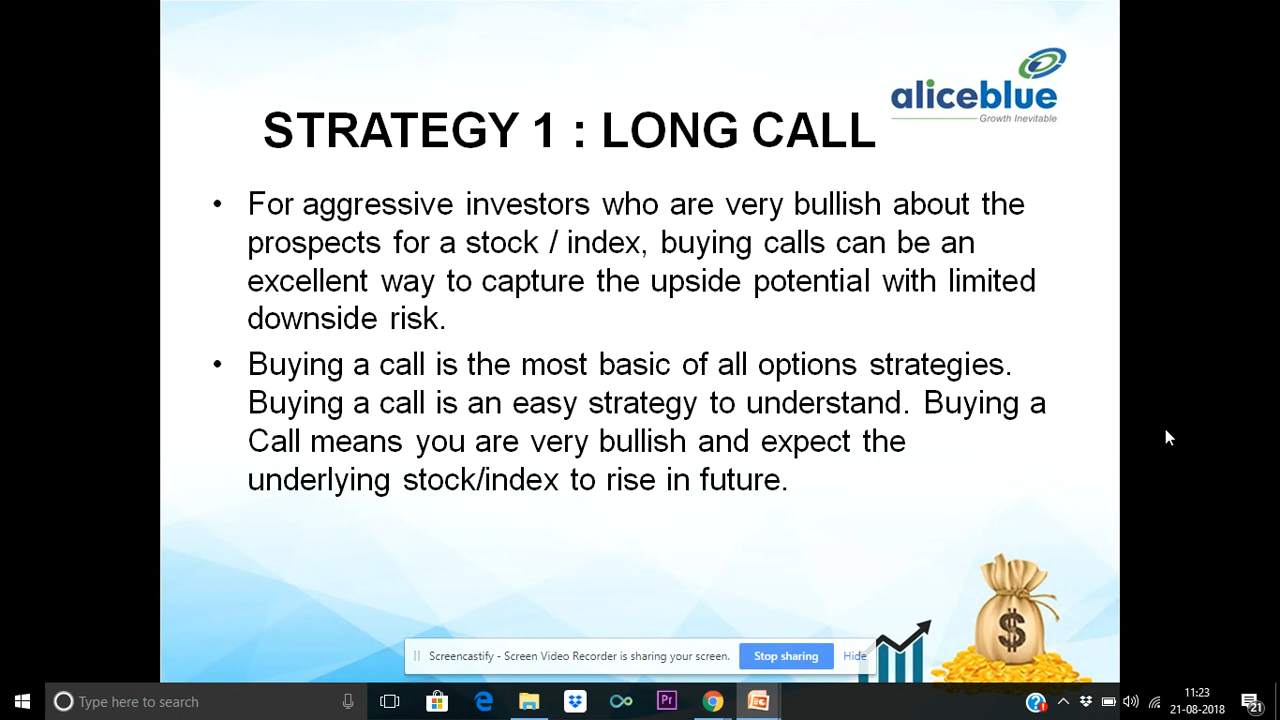 aliceblue
Growth Inevitable
STRATEGY 1 : LONG CALL
• For aggressive investors who are very bullish about the
prospects for a stock / index, buying calls can be an
excellent way to capture the upside potential with limited
downside risk.
• Buying a call is the most basic of all options strategies.
Buying a call is an easy strategy to understand. Buying a
Call means you are very bullish and expect the
underlying stock/index to rise in future.
$
Screencastify - Screen Video Recorder is sharing your screen. Stop sharing Hide
Type here to search
Pr
11:23
21-08-2018
21